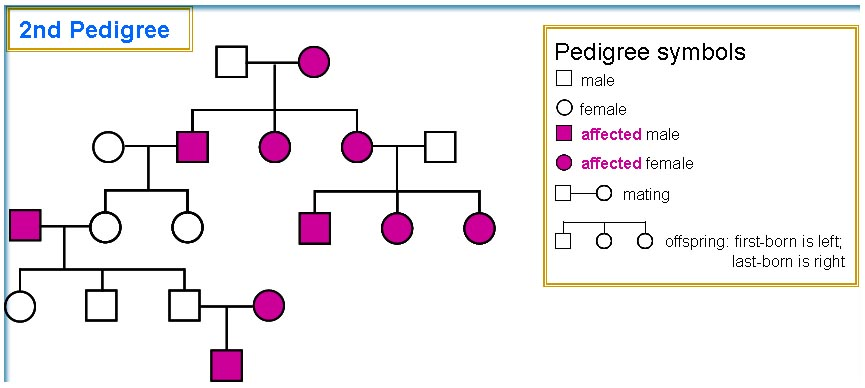 2nd Pedigree
Pedigree symbols
male
female
affected male
affected female
mating
offspring: first-born is left;
last-born is right